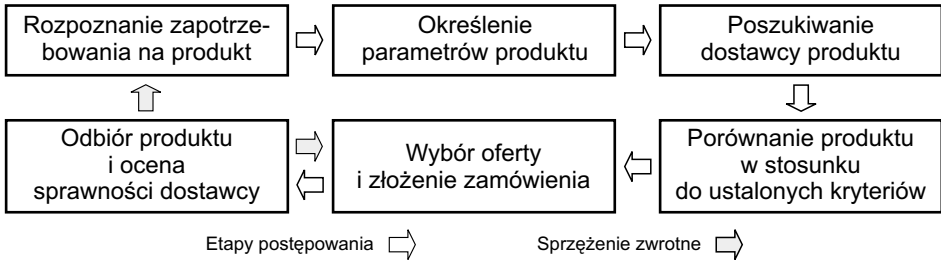 Rozpoznanie zapotrze-
bowania na produkt
Określenie
parametrów produktu
Poszukiwanie
dostawcy produktu
Odbiór produktu
i ocena
sprawności dostawcy
Wybór oferty
i złożenie zamówienia
Porównanie produktu
w stosunku
do ustalonych kryteriów
Etapy postępowania
Sprzężenie zwrotne